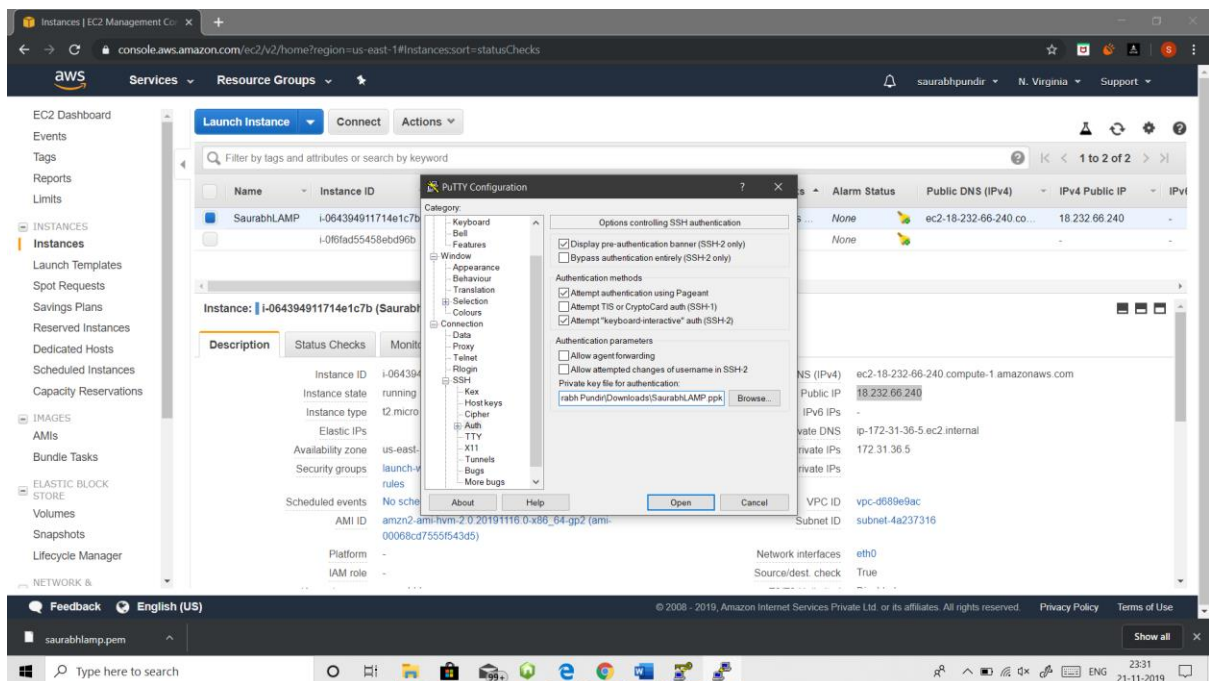 Instances | EC2 Management Co
console.aws.amazon.com/ec2/v2/home?region=us-east-1#Instances:sort=statusChecks
S
aws
Services
Resource Groups
saurabhpundir
N. Virginia
Support
EC2 Dashboard
Events
Tags
Reports
Limits
INSTANCES
Instances
Launch Templates
Spot Requests
Savings Plans
Reserved Instances
Dedicated Hosts
Scheduled Instances
Capacity Reservations
IMAGES
AMIs
Bundle Tasks
ELASTIC BLOCK
STORE
Volumes
Snapshots
Lifecycle Manager
NETWORK &
Launch Instance
Connect
Actions
Filter by tags and attributes or search by keyword
1 to 2 of 2
Name Instance ID Alarm Status Public DNS (IPv4) IPv4 Public IP IPv
SaurabhLAMP i-064394911714e1c7b ... None ec2-18-232-66-240.co... 18.232.66.240 -
i-0f6fad55458ebd96b None - -
Instance: i-064394911714e1c7b (Saurabh
Description Status Checks Monito
Instance ID i-064394
Instance state running
Instance type t2.micro
Elastic IPs
Availability zone us-east-
Security groups launch-w
rules
Scheduled events No sche
AMI ID amzn2-ami-hvm-2.0.20191116.0-x86_64-gp2 (ami-
00068cd7555f543d5)
Platform -
IAM role -
NS (IPv4) ec2-18-232-66-240.compute-1.amazonaws.com
Public IP 18.232.66.240
IPv6 IPs -
vate DNS ip-172-31-36-5.ec2.internal
rivate IPs 172.31.36.5
rivate IPs
VPC ID vpc-d689e9ac
Subnet ID subnet-4a237316
Network interfaces eth0
Source/dest. check True
PuTTY Configuration
? X
Category:
Keyboard
Bell
Features
Window
Appearance
Behaviour
Translation
Selection
Colours
Connection
Data
Proxy
Telnet
Rlogin
SSH
Kex
Host keys
Cipher
Auth
TTY
X11
Tunnels
Bugs
More bugs
Options controlling SSH authentication
Display pre-authentication banner (SSH-2 only)
Bypass authentication entirely (SSH-2 only)
Authentication methods
Attempt authentication using Pageant
Attempt TIS or CryptoCard auth (SSH-1)
Attempt "keyboard-interactive" auth (SSH-2)
Authentication parameters
Allow agent forwarding
Allow attempted changes of username in SSH-2
Private key file for authentication:
rabh Pundir\Downloads\SaurabhLAMP.ppk
Browse...
About
Help
Open
Cancel
Feedback
English (US)
© 2008 - 2019, Amazon Internet Services Private Ltd. or its affiliates. All rights reserved.
Privacy Policy
Terms of Use
saurabhlamp.pem
Show all
Type here to search
99+
ENG
23:31
21-11-2019